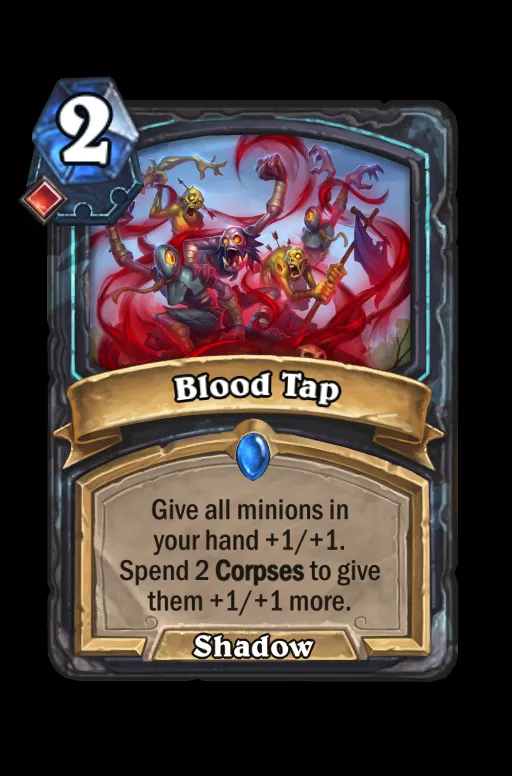 2
Blood Tap
Give all minions in
your hand +1/+1.
Spend 2 Corpses to give
them +1/+1 more.
Shadow